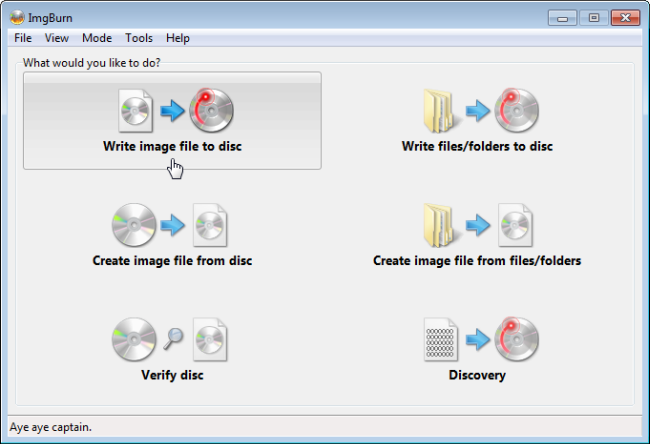 ImgBurn
File View Mode Tools Help
What would you like to do?
Write image file to disc
Write files/folders to disc
Create image file from disc
Create image file from files/folders
Verify disc
Discovery
Aye aye captain.